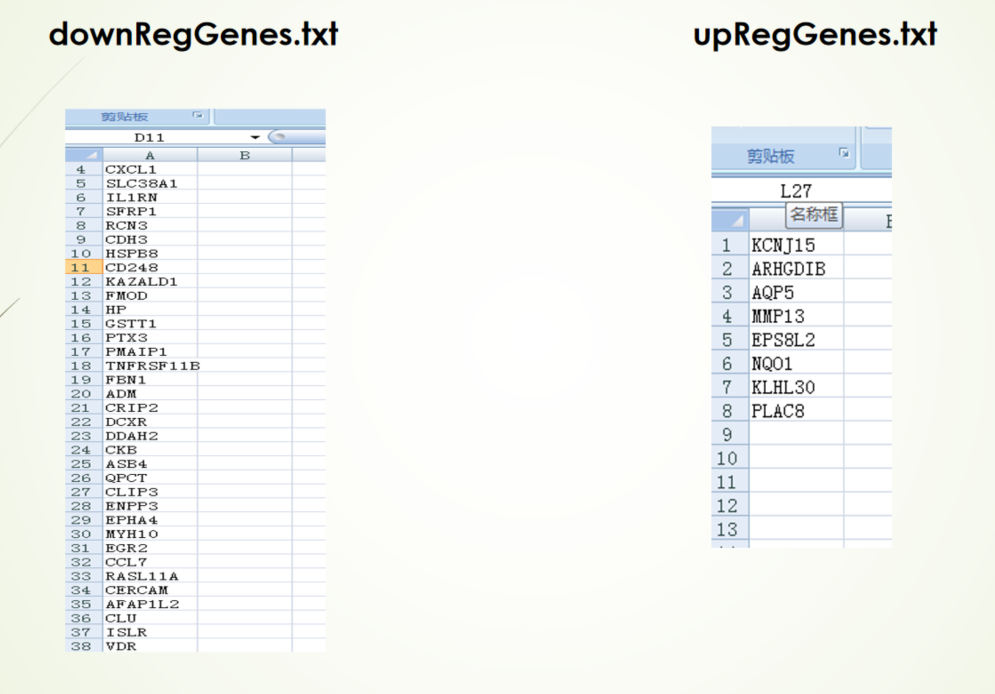 downRegGenes.txt
upRegGenes.txt
剪贴板
D11
A B
4 CXCL1
5 SLC38A1
6 IL1RN
7 SFRP1
8 RCN3
9 CDH3
10 HSPB8
11 CD248
12 KAZALD1
13 FMOD
14 HP
15 GSTT1
16 PTX3
17 PMAIP1
18 TNFRSF11B
19 FBN1
20 ADM
21 CRIP2
22 DCXR
23 DDAH2
24 CKB
25 ASB4
26 QPCT
27 CLIP3
28 ENPP3
29 EPHA4
30 MYH10
31 EGR2
32 CCL7
33 RASL11A
34 CERCAM
35 AFAP1L2
36 CLU
37 ISLR
38 VDR
剪贴板
L27
名称框
1 KCNJ15
2 ARHGDIB
3 AQP5
4 MMP13
5 EPS8L2
6 NQO1
7 KLHL30
8 PLAC8
9
10
11
12
13